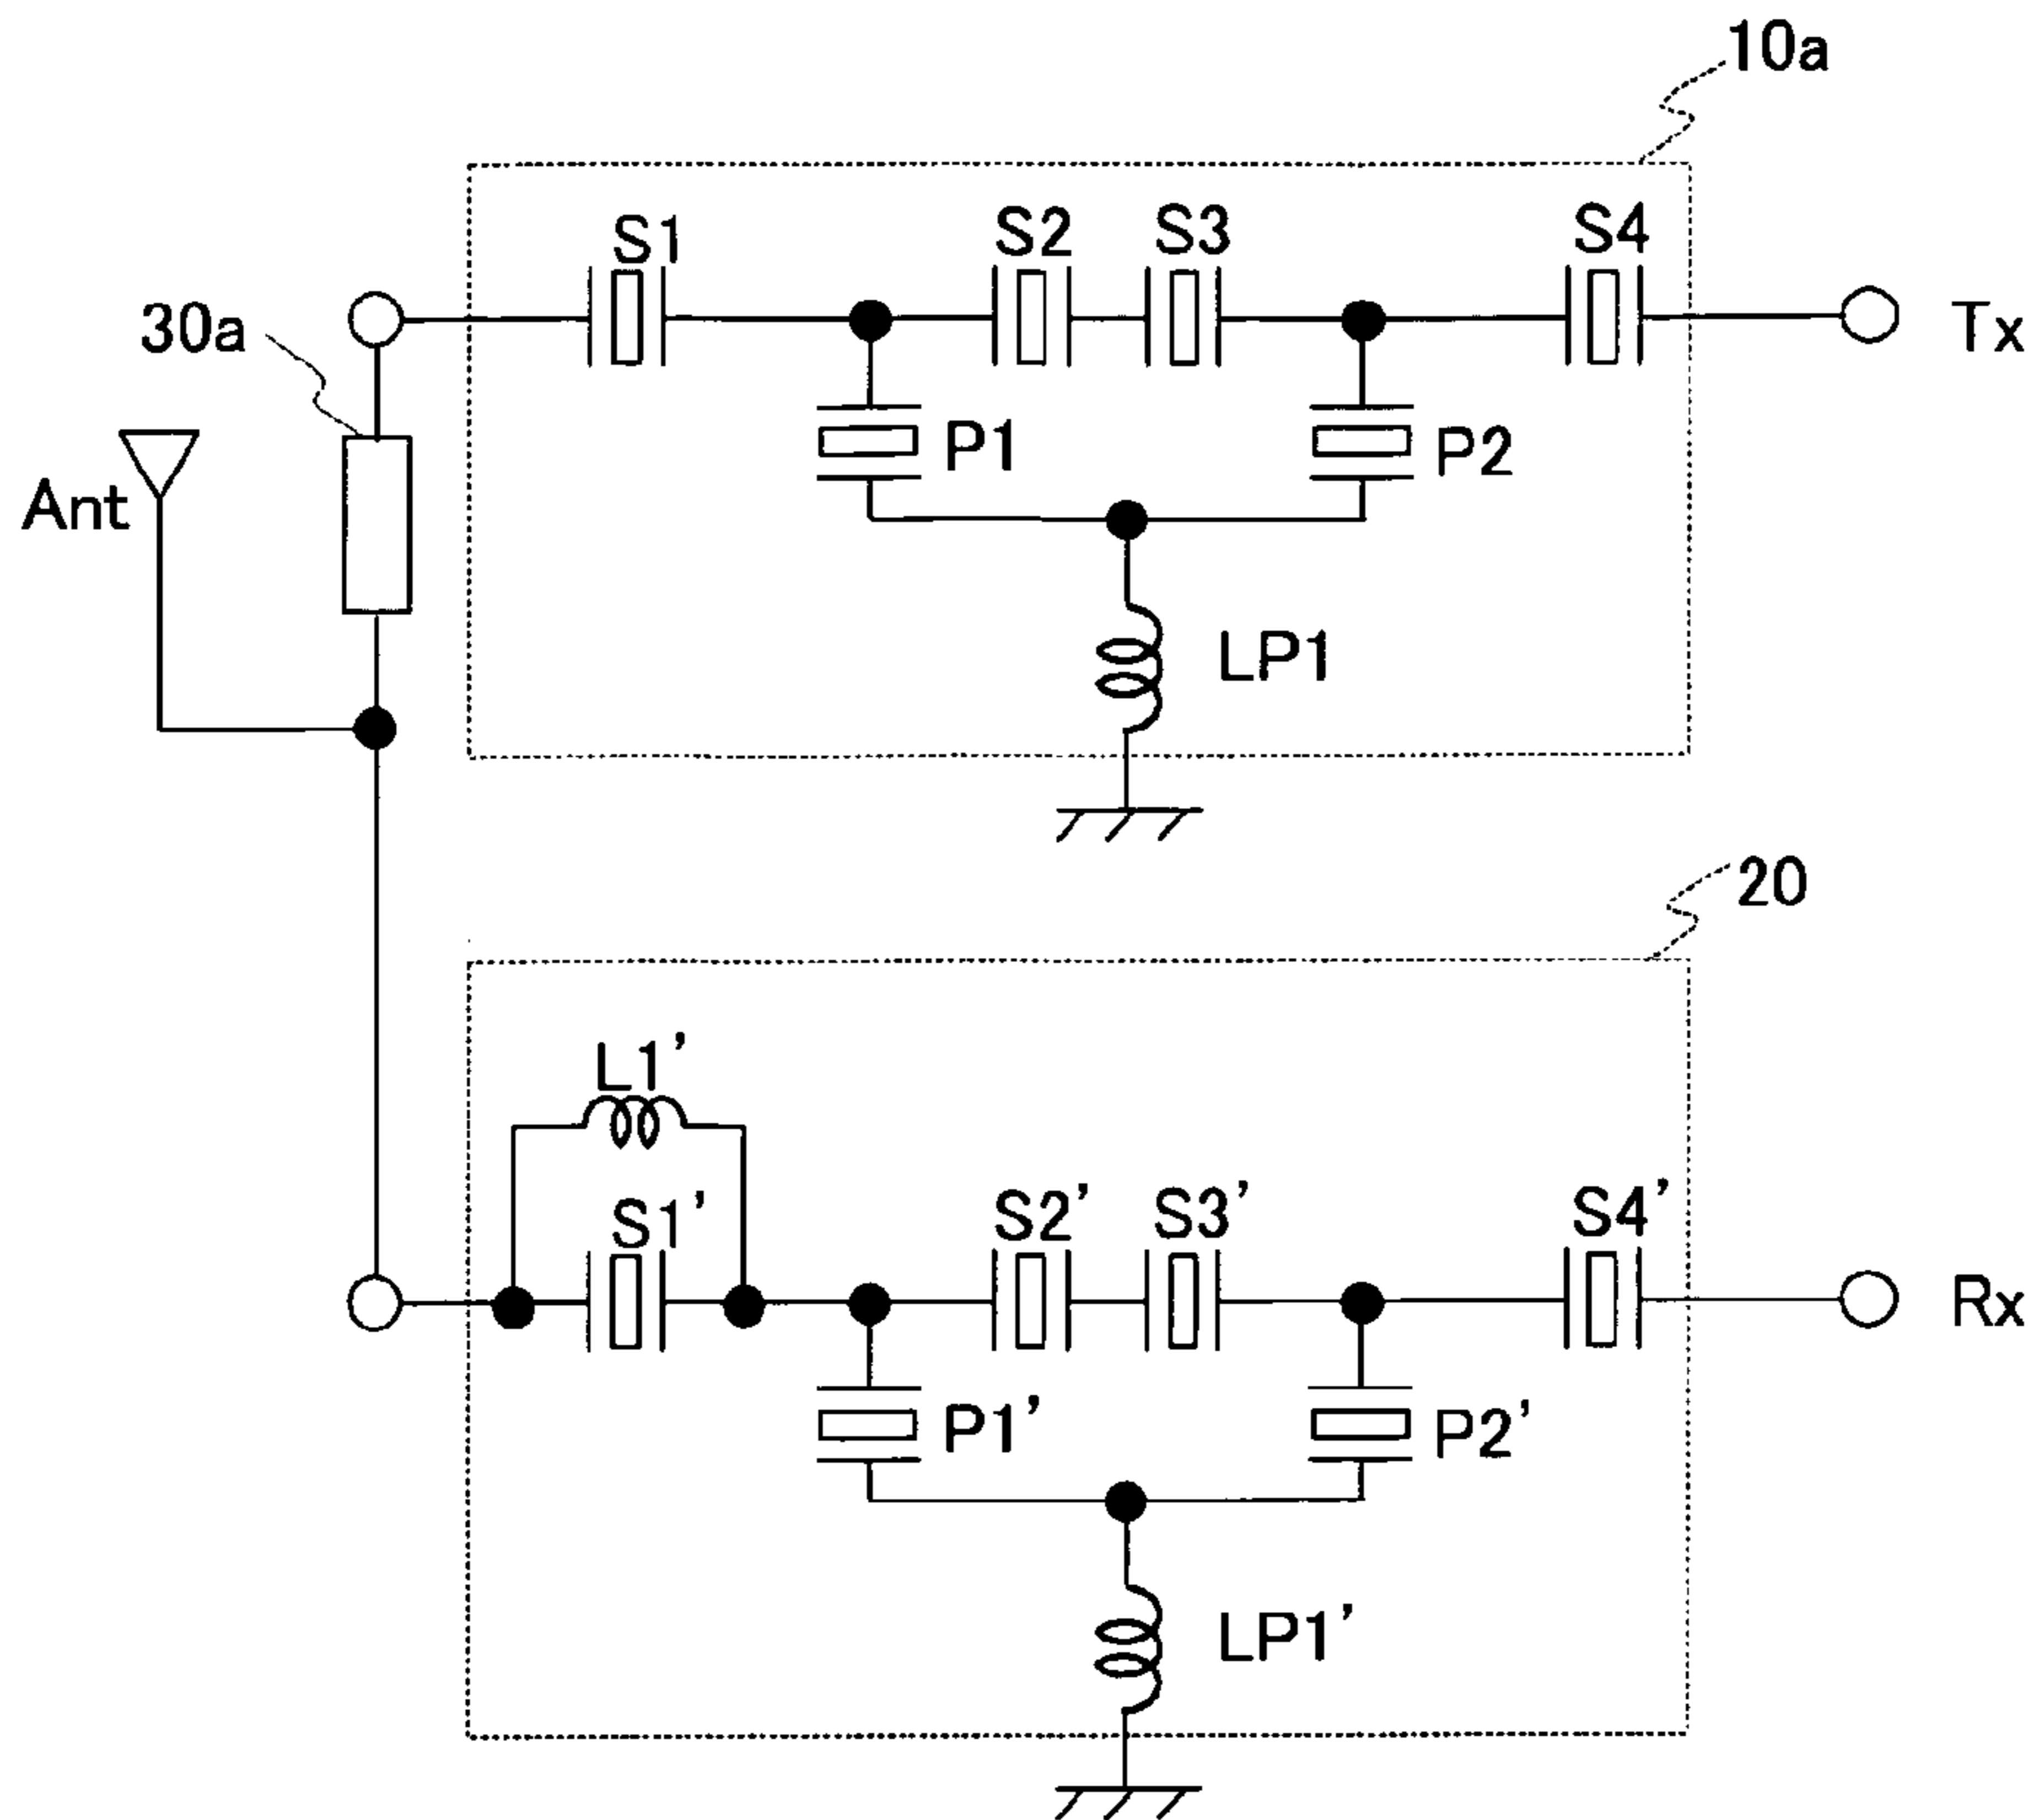 10a
S1
S2
S3
S4
30a
Tx
P1
P2
Ant
LP1
20
L1’
S1’
S2’
S3’
S4’
Rx
P1’
P2’
LP1’